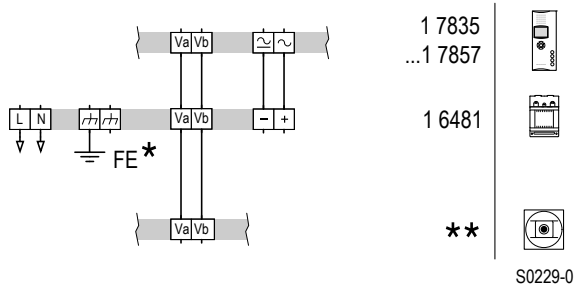 Va Vb ≃ ~
1 7835
...1 7857
L N Va Vb – +
1 6481
FE*
Va Vb
**
S0229-0